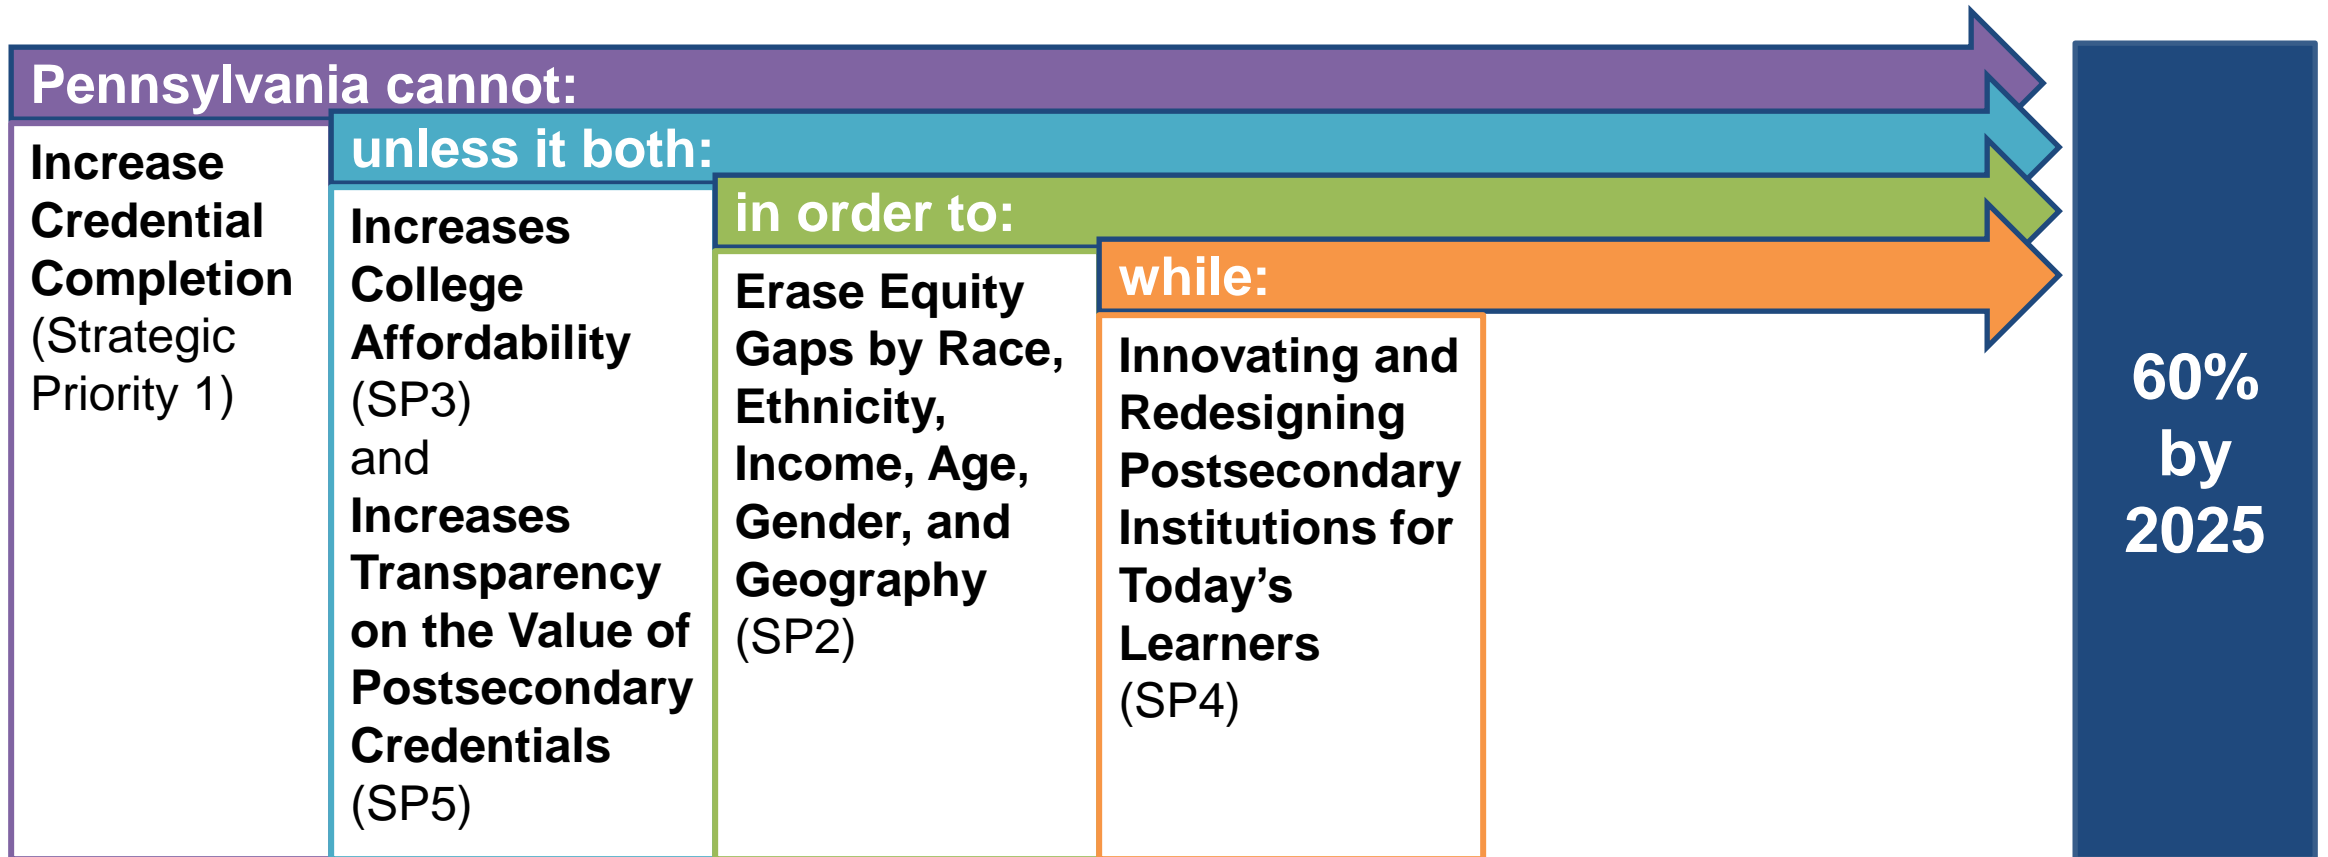 Pennsylvania cannot:
Increase
Credential
Completion
(Strategic
Priority 1)
unless it both:
Increases
College
Affordability
(SP3)
and
Increases
Transparency
on the Value of
Postsecondary
Credentials
(SP5)
in order to:
Erase Equity
Gaps by Race,
Ethnicity,
Income, Age,
Gender, and
Geography
(SP2)
while:
Innovating and
Redesigning
Postsecondary
Institutions for
Today’s
Learners
(SP4)
60%
by
2025